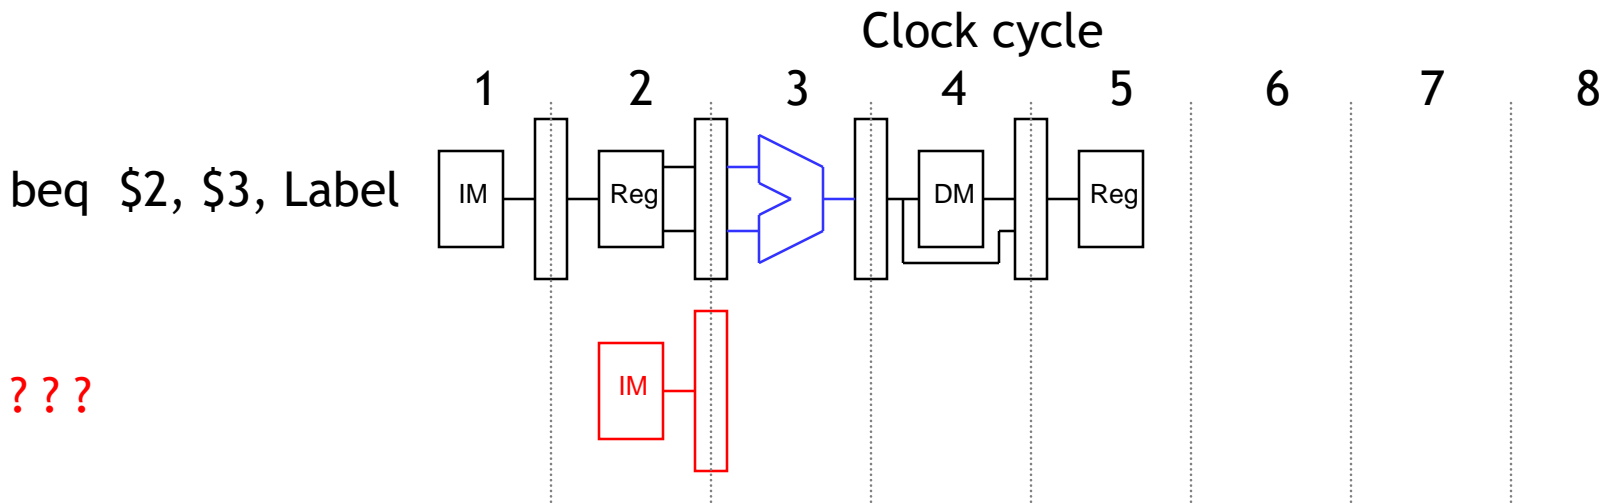 Clock cycle
1 2 3 4 5 6 7 8
beq $2, $3, Label IM Reg DM Reg
? ? ? IM